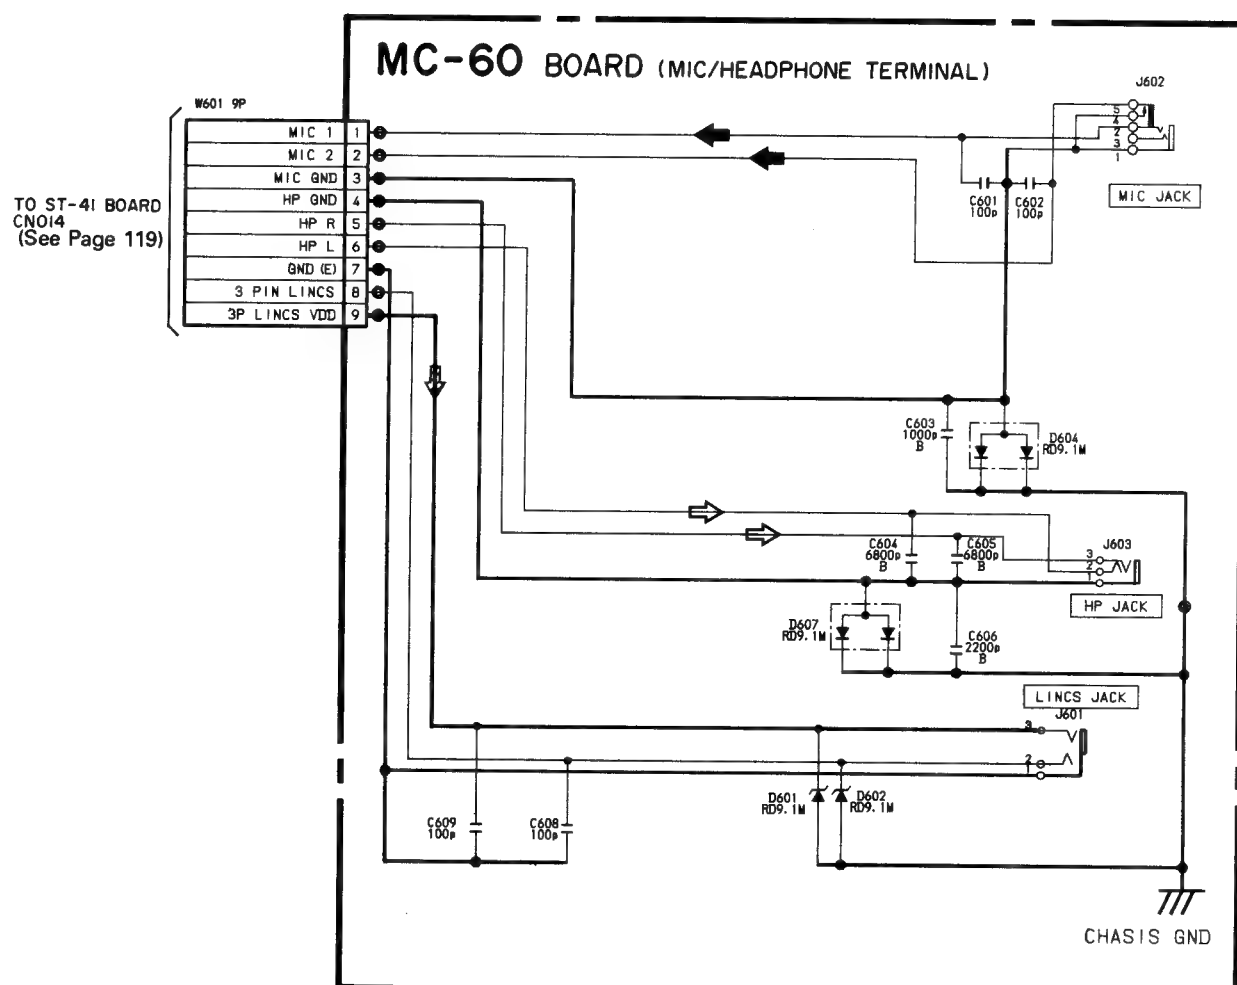 MC-60 BOARD (MIC/HEADPHONE TERMINAL)
W601 9P
MIC 1 1
MIC 2 2
MIC GND 3
HP GND 4
HP R 5
HP L 6
GND (E) 7
3 PIN LINCS 8
3P LINCS VDD 9
TO ST-41 BOARD
CN014
(See Page 119)
J602
5
4
2
3
1
MIC JACK
C601
100p
C602
100p
C603
1000p
B
D604
RD9.1M
C604
6800p
B
C605
6800p
B
J603
3
2
1
HP JACK
D607
RD9.1M
C606
2200p
B
LINCS JACK
J601
3
2
1
D601
RD9.1M
D602
RD9.1M
C609
100p
C608
100p
CHASIS GND